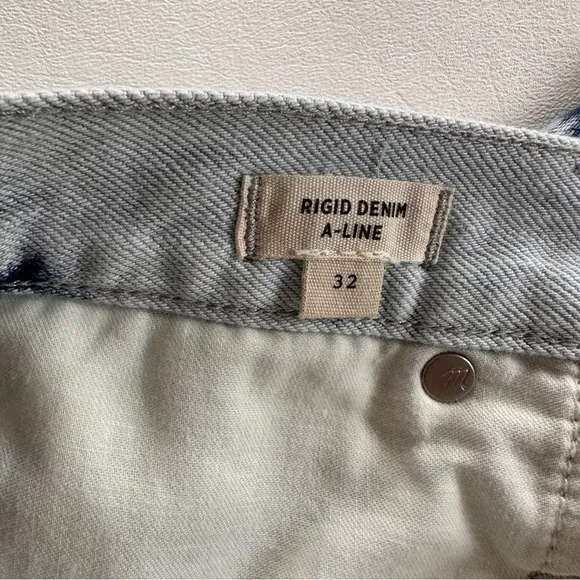 RIGID DENIM
A-LINE
32
M